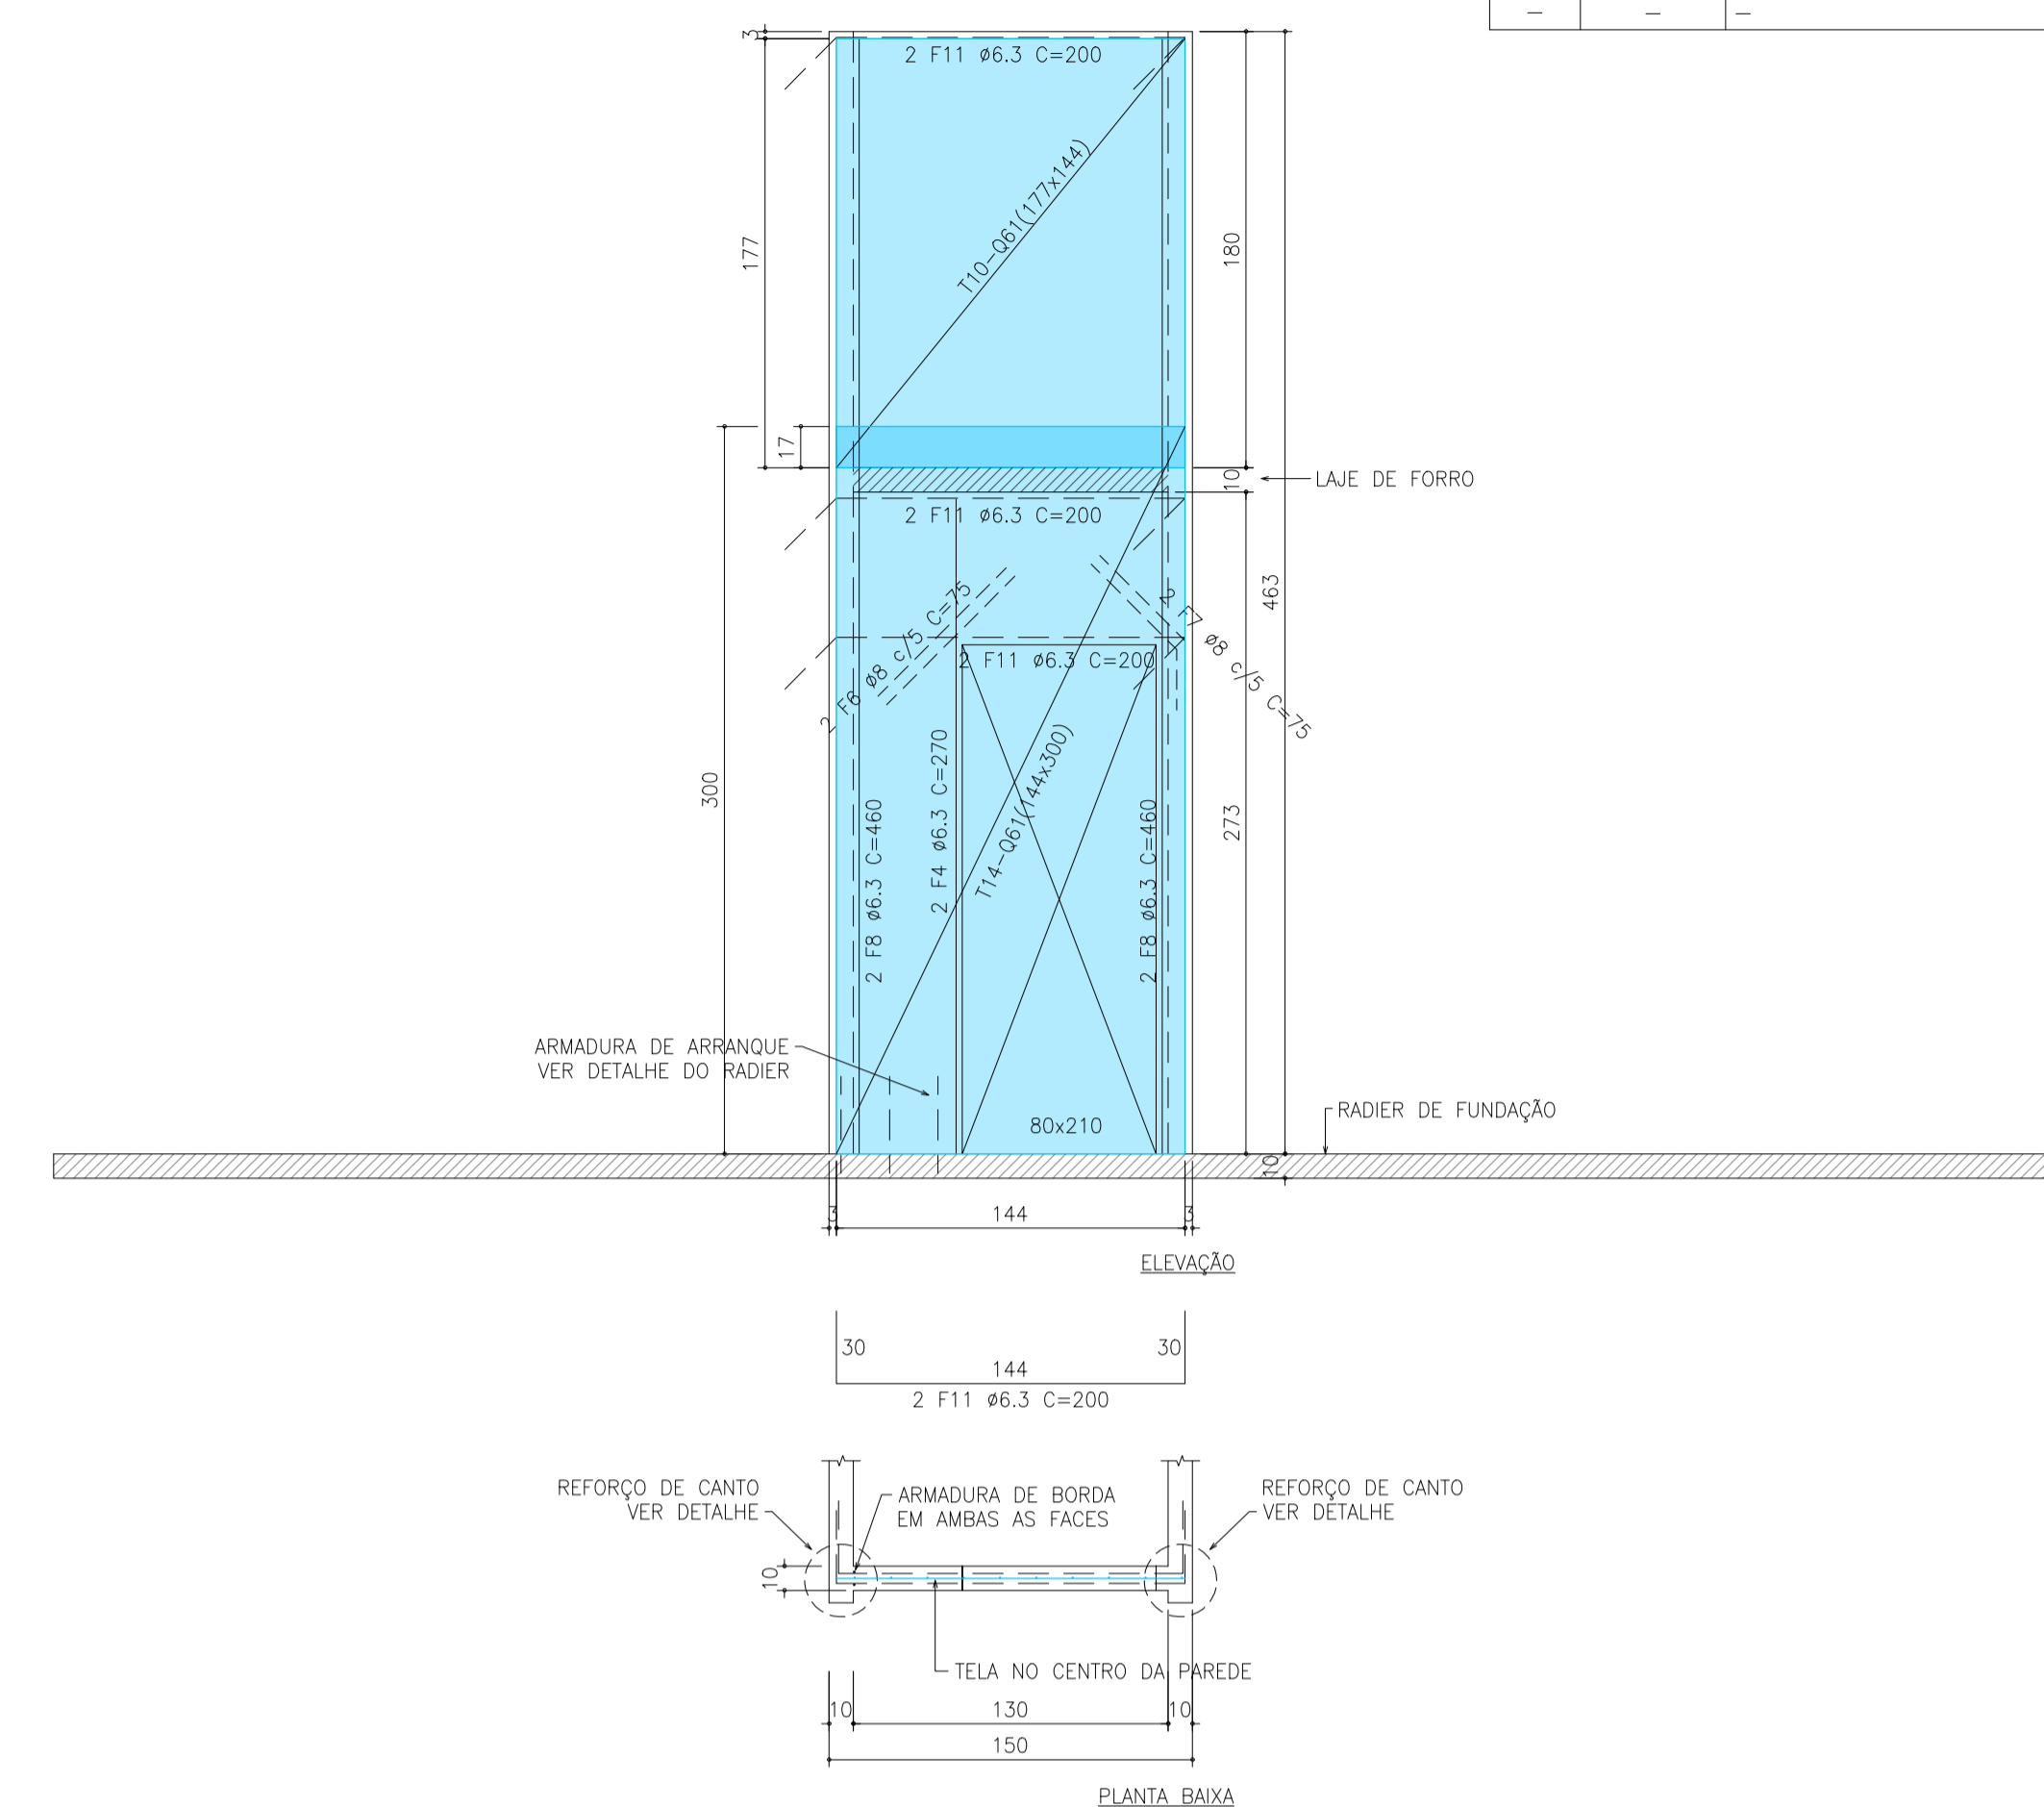 3
2 F11 ø6.3 C=200
T10-Q61(177x144)
177
180
17
10
LAJE DE FORRO
2 F11 ø6.3 C=200
463
2 F6 ø8 c/5 C=75
2 F7 ø8 c/5 C=75
2 F11 ø6.3 C=200
300
273
2 F8 ø6.3 C=460
2 F4 ø6.3 C=270
T14-Q61(144x300)
2 F8 ø6.3 C=460
ARMADURA DE ARRANQUE
VER DETALHE DO RADIER
80x210
RADIER DE FUNDAÇÃO
10
3
144
3
ELEVAÇÃO
30
30
144
2 F11 ø6.3 C=200
REFORÇO DE CANTO
VER DETALHE
ARMADURA DE BORDA
EM AMBAS AS FACES
REFORÇO DE CANTO
VER DETALHE
10
TELA NO CENTRO DA PAREDE
10
130
10
150
PLANTA BAIXA